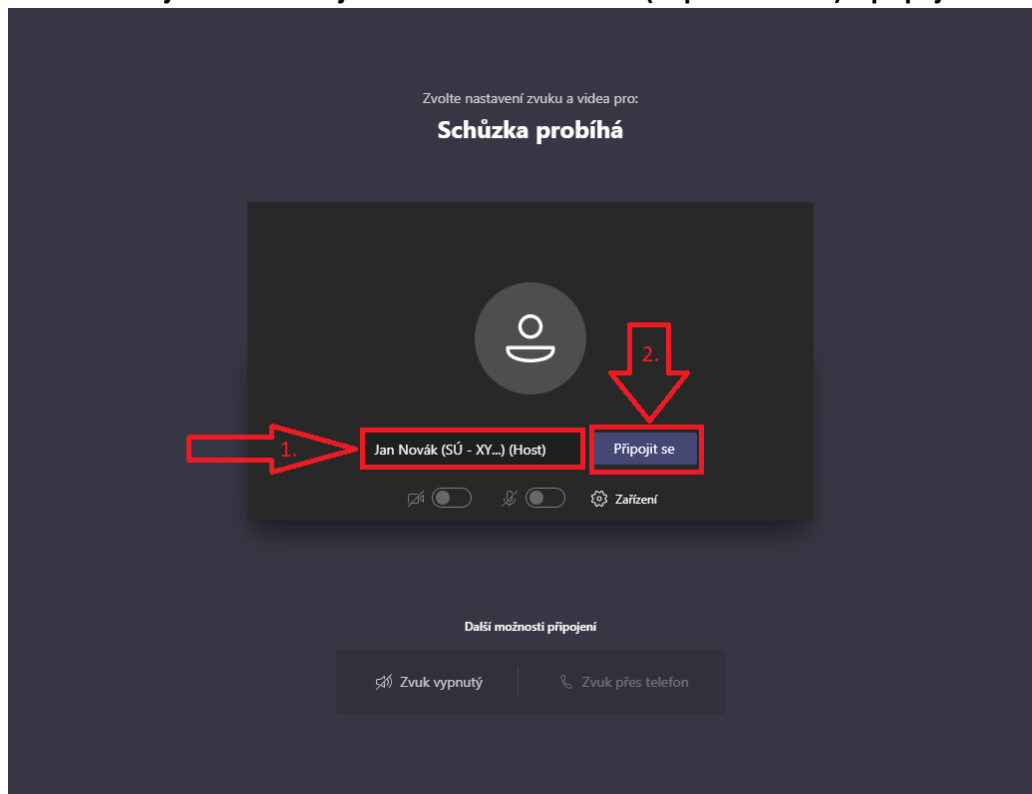 Zvolte nastavení zvuku a videa pro:
Schůzka probíhá
2.
1.
Jan Novák (SÚ - XY...) (Host)
Připojit se
Zařízení
Další možnosti připojení
Zvuk vypnutý
Zvuk přes telefon